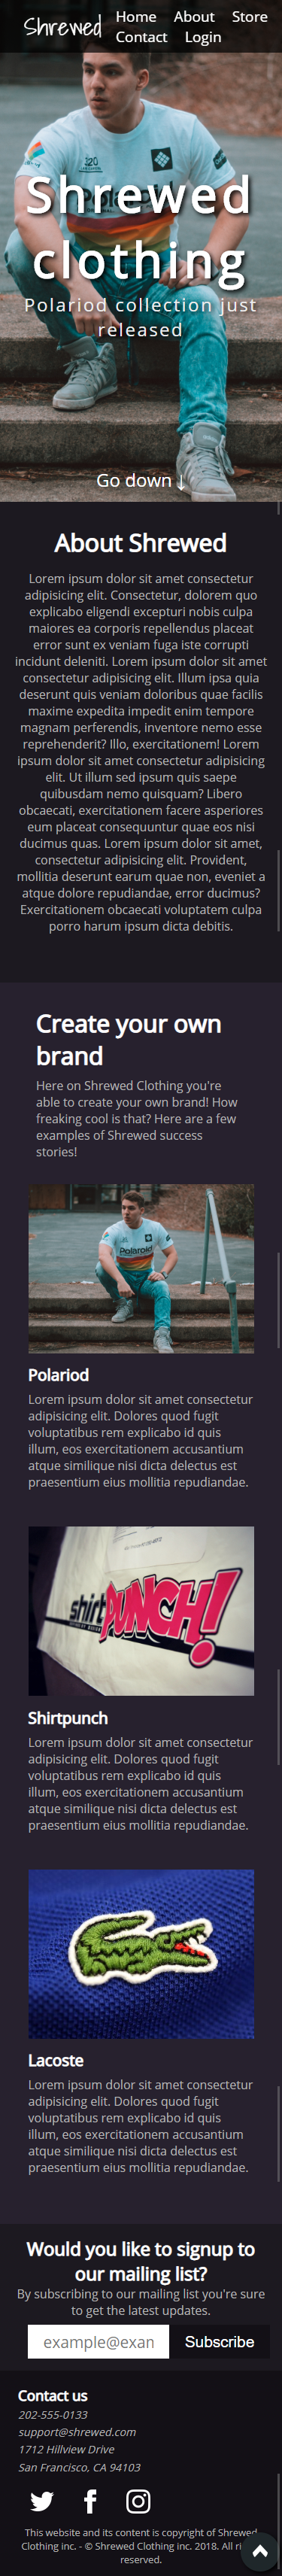 Shrewed
Home About Store
Contact Login
Shrewed
clothing
Polariod collection just
released
Go down ↓
About Shrewed
Lorem ipsum dolor sit amet consectetur
adipisicing elit. Consectetur, dolorem quo
explicabo eligendi excepturi nobis culpa
maiores ea corporis repellendus placeat
error sunt ex veniam fuga iste corrupti
incidunt deleniti. Lorem ipsum dolor sit amet
consectetur adipisicing elit. Illum ipsa quia
deserunt quis veniam doloribus quae facilis
maxime expedita impedit enim tempore
magnam perferendis, inventore nemo esse
reprehenderit? Illo, exercitationem! Lorem
ipsum dolor sit amet consectetur adipisicing
elit. Ut illum sed ipsum quis saepe
quibusdam nemo quisquam? Libero
obcaecati, exercitationem facere asperiores
eum placeat consequuntur quae eos nisi
ducimus quas. Lorem ipsum dolor sit amet,
consectetur adipisicing elit. Provident,
mollitia deserunt earum quae non, eveniet a
atque dolore repudiandae, error ducimus?
Exercitationem obcaecati voluptatem culpa
porro harum ipsum dicta debitis.
Create your own
brand
Here on Shrewed Clothing you're
able to create your own brand! How
freaking cool is that? Here are a few
examples of Shrewed success
stories!
Polaroid
Polariod
Lorem ipsum dolor sit amet consectetur
adipisicing elit. Dolores quod fugit
voluptatibus rem explicabo id quis
illum, eos exercitationem accusantium
atque similique nisi dicta delectus est
praesentium eius mollitia repudiandae.
shirt PUNCH!
Shirtpunch
Lorem ipsum dolor sit amet consectetur
adipisicing elit. Dolores quod fugit
voluptatibus rem explicabo id quis
illum, eos exercitationem accusantium
atque similique nisi dicta delectus est
praesentium eius mollitia repudiandae.
Lacoste
Lorem ipsum dolor sit amet consectetur
adipisicing elit. Dolores quod fugit
voluptatibus rem explicabo id quis
illum, eos exercitationem accusantium
atque similique nisi dicta delectus est
praesentium eius mollitia repudiandae.
Would you like to signup to
our mailing list?
By subscribing to our mailing list you're sure
to get the latest updates.
example@exan Subscribe
Contact us
202-555-0133
support@shrewed.com
1712 Hillview Drive
San Francisco, CA 94103
This website and its content is copyright of Shrewed
Clothing inc. - © Shrewed Clothing inc. 2018. All
reserved.